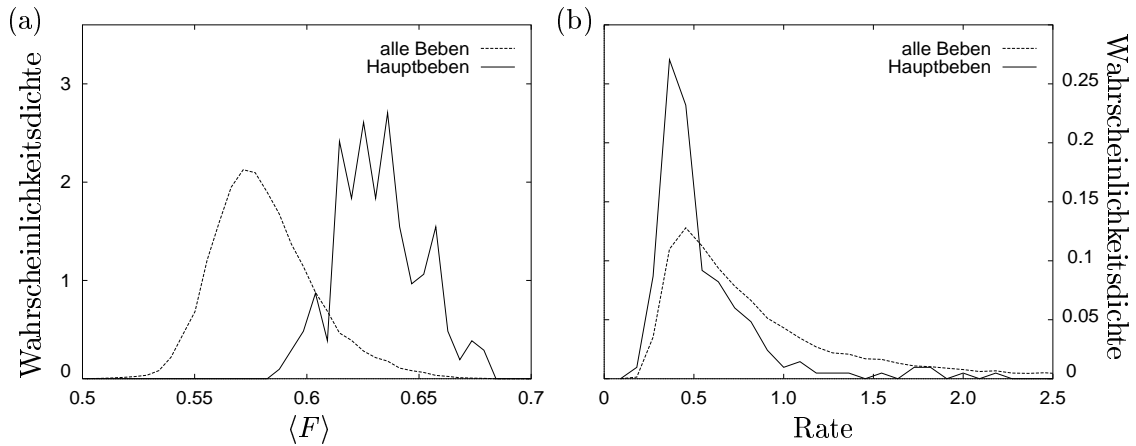 (a)
Wahrscheinlichkeitsdichte
alle Beben
Hauptbeben
3
2
1
0
0.5 0.55 0.6 0.65 0.7
⟨F⟩
(b)
alle Beben
Hauptbeben
Wahrscheinlichkeitsdichte
0.25
0.2
0.15
0.1
0.05
0
0.0 0.5 1.0 1.5 2.0 2.5
Rate